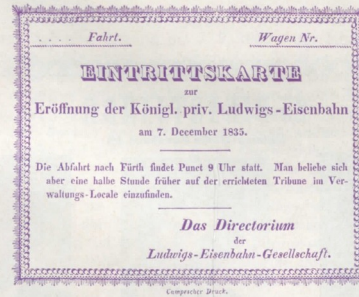 . . . . Fahrt. Wagen Nr.
EINTRITTSKARTE
zur
Eröffnung der Königl. priv. Ludwigs-Eisenbahn
am 7. December 1835.
Die Abfahrt nach Fürth findet Punct 9 Uhr statt. Man beliebe sich
aber eine halbe Stunde früher auf der errichteten Tribune im Ver-
waltungs-Locale einzufinden.
Das Directorium
der
Ludwigs-Eisenbahn-Gesellschaft.
Campescher Druck.